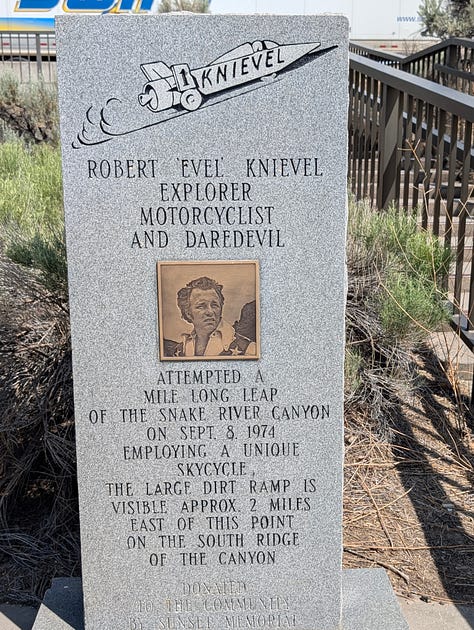 KNIEVEL
ROBERT 'EVEL' KNIEVEL
EXPLORER
MOTORCYCLIST
AND DAREDEVIL
ATTEMPTED A
MILE LONG LEAP
OF THE SNAKE RIVER CANYON
ON SEPT. 8, 1974
EMPLOYING A UNIQUE
SKYCYCLE,
THE LARGE DIRT RAMP IS
VISIBLE APPROX. 2 MILES
EAST OF THIS POINT
ON THE SOUTH RIDGE
OF THE CANYON
DONATED
TO THE COMMUNITY
BY SUNSET MEMORIAL